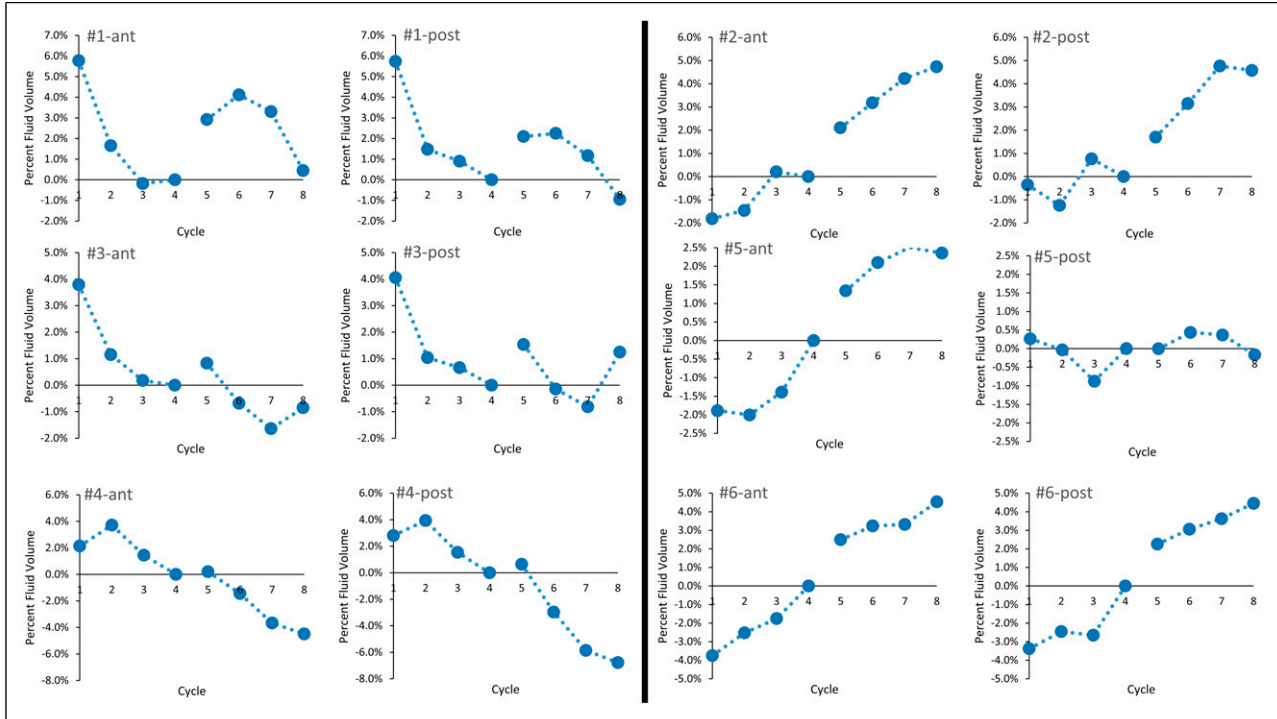 #1-ant
Percent Fluid Volume
7.0%
6.0%
5.0%
4.0%
3.0%
2.0%
1.0%
0.0%
-1.0%
-2.0%
1 2 3 4 5 6 7 8
Cycle
#1-post
Percent Fluid Volume
7.0%
6.0%
5.0%
4.0%
3.0%
2.0%
1.0%
0.0%
-1.0%
-2.0%
1 2 3 4 5 6 7 8
Cycle
#2-ant
Percent Fluid Volume
6.0%
5.0%
4.0%
3.0%
2.0%
1.0%
0.0%
-1.0%
-2.0%
1 2 3 4 5 6 7 8
Cycle
#2-post
Percent Fluid Volume
6.0%
5.0%
4.0%
3.0%
2.0%
1.0%
0.0%
-1.0%
-2.0%
1 2 3 4 5 6 7 8
Cycle
#3-ant
Percent Fluid Volume
5.0%
4.0%
3.0%
2.0%
1.0%
0.0%
-1.0%
-2.0%
1 2 3 4 5 6 7 8
Cycle
#3-post
Percent Fluid Volume
5.0%
4.0%
3.0%
2.0%
1.0%
0.0%
-1.0%
-2.0%
1 2 3 4 5 6 7 8
Cycle
#5-ant
Percent Fluid Volume
2.5%
2.0%
1.5%
1.0%
0.5%
0.0%
-0.5%
-1.0%
-1.5%
-2.0%
-2.5%
1 2 3 4 5 6 7 8
Cycle
#5-post
Percent Fluid Volume
2.5%
2.0%
1.5%
1.0%
0.5%
0.0%
-0.5%
-1.0%
-1.5%
-2.0%
-2.5%
1 2 3 4 5 6 7 8
Cycle
#4-ant
Percent Fluid Volume
6.0%
4.0%
2.0%
0.0%
-2.0%
-4.0%
-6.0%
-8.0%
1 2 3 4 5 6 7 8
Cycle
#4-post
Percent Fluid Volume
6.0%
4.0%
2.0%
0.0%
-2.0%
-4.0%
-6.0%
-8.0%
1 2 3 4 5 6 7 8
Cycle
#6-ant
Percent Fluid Volume
5.0%
4.0%
3.0%
2.0%
1.0%
0.0%
-1.0%
-2.0%
-3.0%
-4.0%
-5.0%
1 2 3 4 5 6 7 8
Cycle
#6-post
Percent Fluid Volume
5.0%
4.0%
3.0%
2.0%
1.0%
0.0%
-1.0%
-2.0%
-3.0%
-4.0%
-5.0%
1 2 3 4 5 6 7 8
Cycle